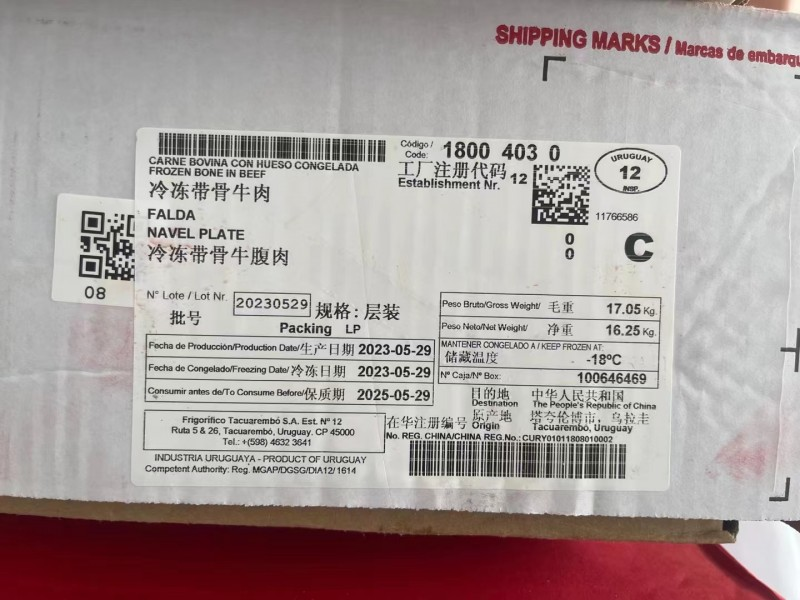 SHIPPING MARKS / Marcas de embarqu
CARNE BOVINA CON HUESO CONGELADA
FROZEN BONE IN BEEF
冷冻带骨牛肉
FALDA
NAVEL PLATE
冷冻带骨牛腹肉
Código /
Code: 1800 403 0
工厂注册代码
Establishment Nr. 12
URUGUAY
12
INSP.
11766586
0
0
C
08
N° Lote / Lot Nr. 20230529
批号
规格: 层装
Packing LP
Peso Bruto/Gross Weight/ 毛重 17.05 Kg.
Peso Neto/Net Weight/ 净重 16.25 Kg.
MANTENER CONGELADO A / KEEP FROZEN AT:
储藏温度 -18ºC
Nº Caja/Nº Box: 100646469
Fecha de Producción/Production Date/生产日期 2023-05-29
Fecha de Congelado/Freezing Date/冷冻日期 2023-05-29
Consumir antes de/To Consume Before/保质期 2025-05-29
目的地 中华人民共和国
Destination The People's Republic of China
原产地 塔夸伦博市, 乌拉圭
Origin Tacuarembo, Uruguay
Frigorífico Tacuarembó S.A. Est. Nº 12
Ruta 5 & 26, Tacuarembó, Uruguay. CP 45000
Tel.: +(598) 4632 3641
在华注册编号
No. REG. CHINA/CHINA REG.No.: CURY01011808010002
INDUSTRIA URUGUAYA - PRODUCT OF URUGUAY
Competent Authority: Reg. MGAP/DGSG/DIA12/1614